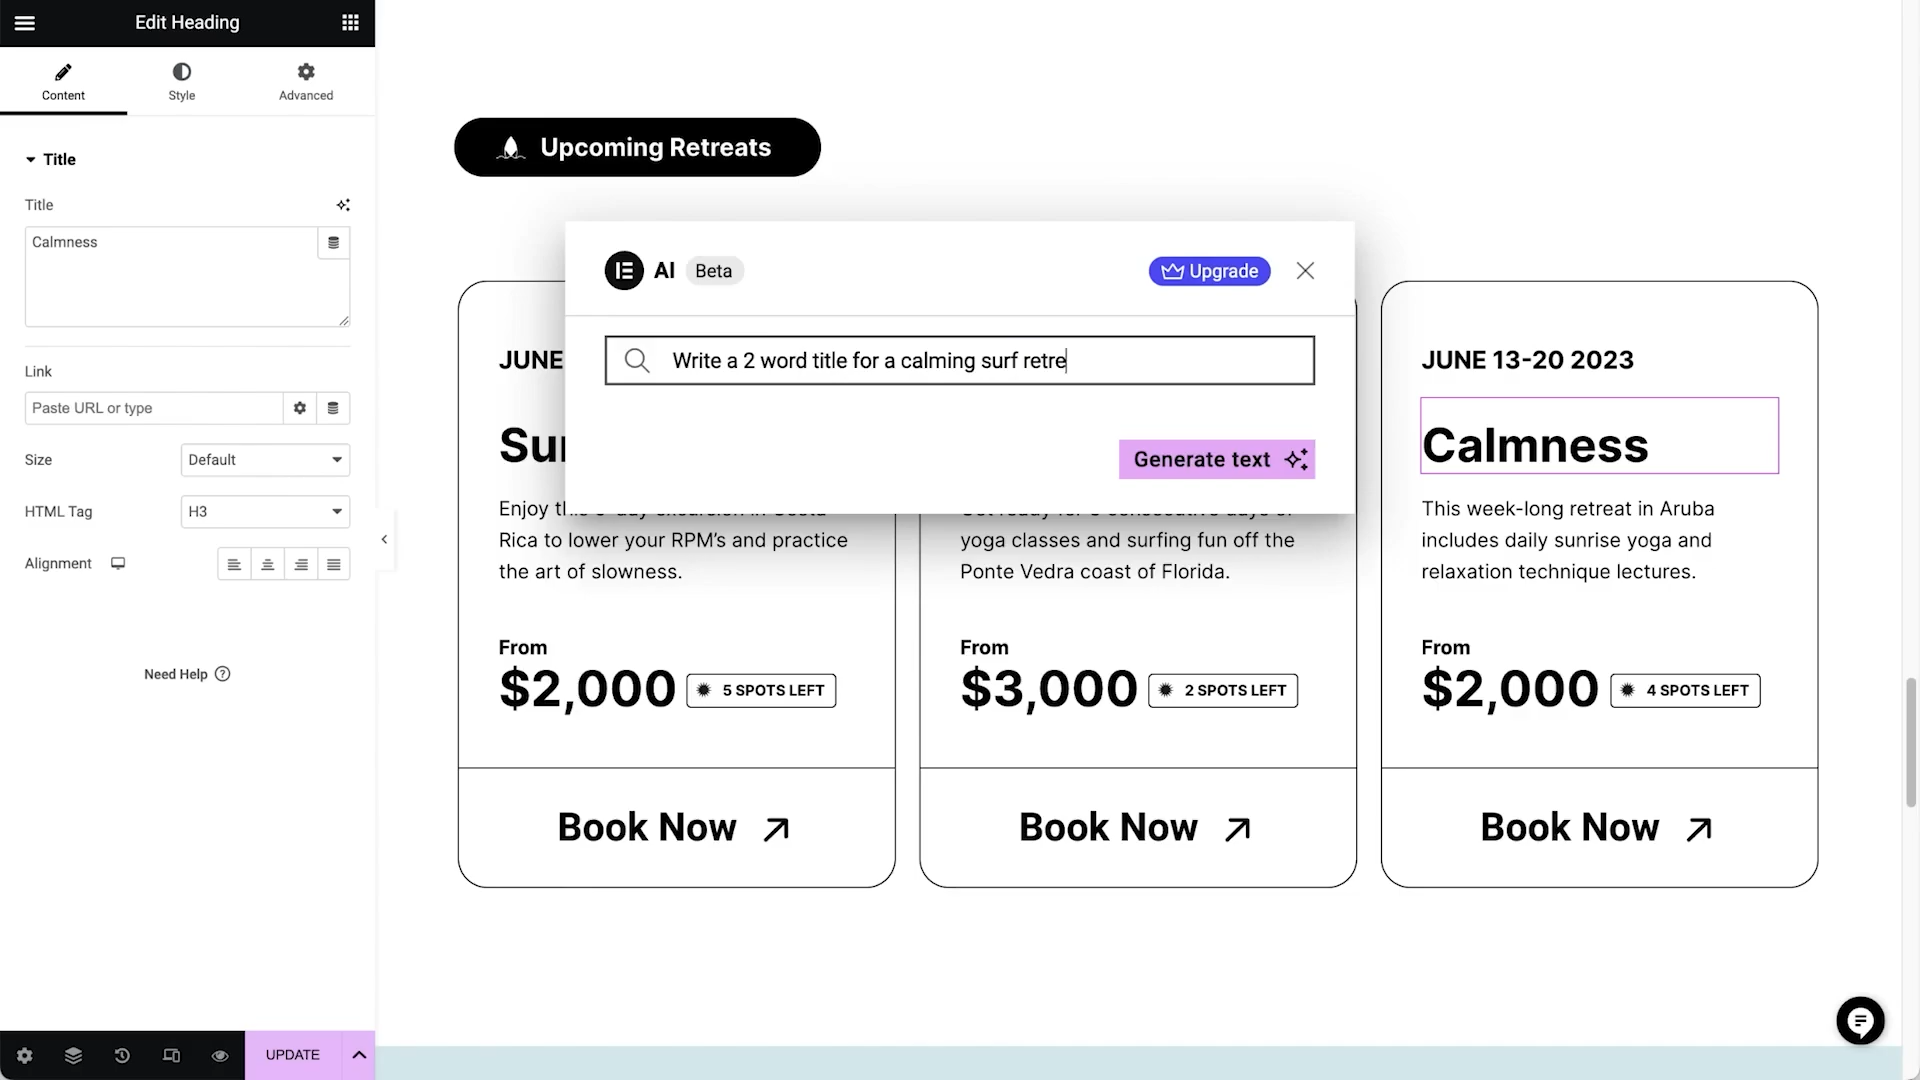 Edit Heading
Content
Style
Advanced
Title
Title
Calmness
Link
Paste URL or type
Size
Default
HTML Tag
H3
Alignment
Need Help
UPDATE
Upcoming Retreats
AI
Beta
Upgrade
Write a 2 word title for a calming surf retre
Generate text
JUNE
Enjoy
Rica to lower your RPM’s and practice
the art of slowness.
From
$2,000
5 SPOTS LEFT
Book Now
yoga classes and surfing fun off the
Ponte Vedra coast of Florida.
From
$3,000
2 SPOTS LEFT
Book Now
JUNE 13-20 2023
Calmness
This week-long retreat in Aruba
includes daily sunrise yoga and
relaxation technique lectures.
From
$2,000
4 SPOTS LEFT
Book Now